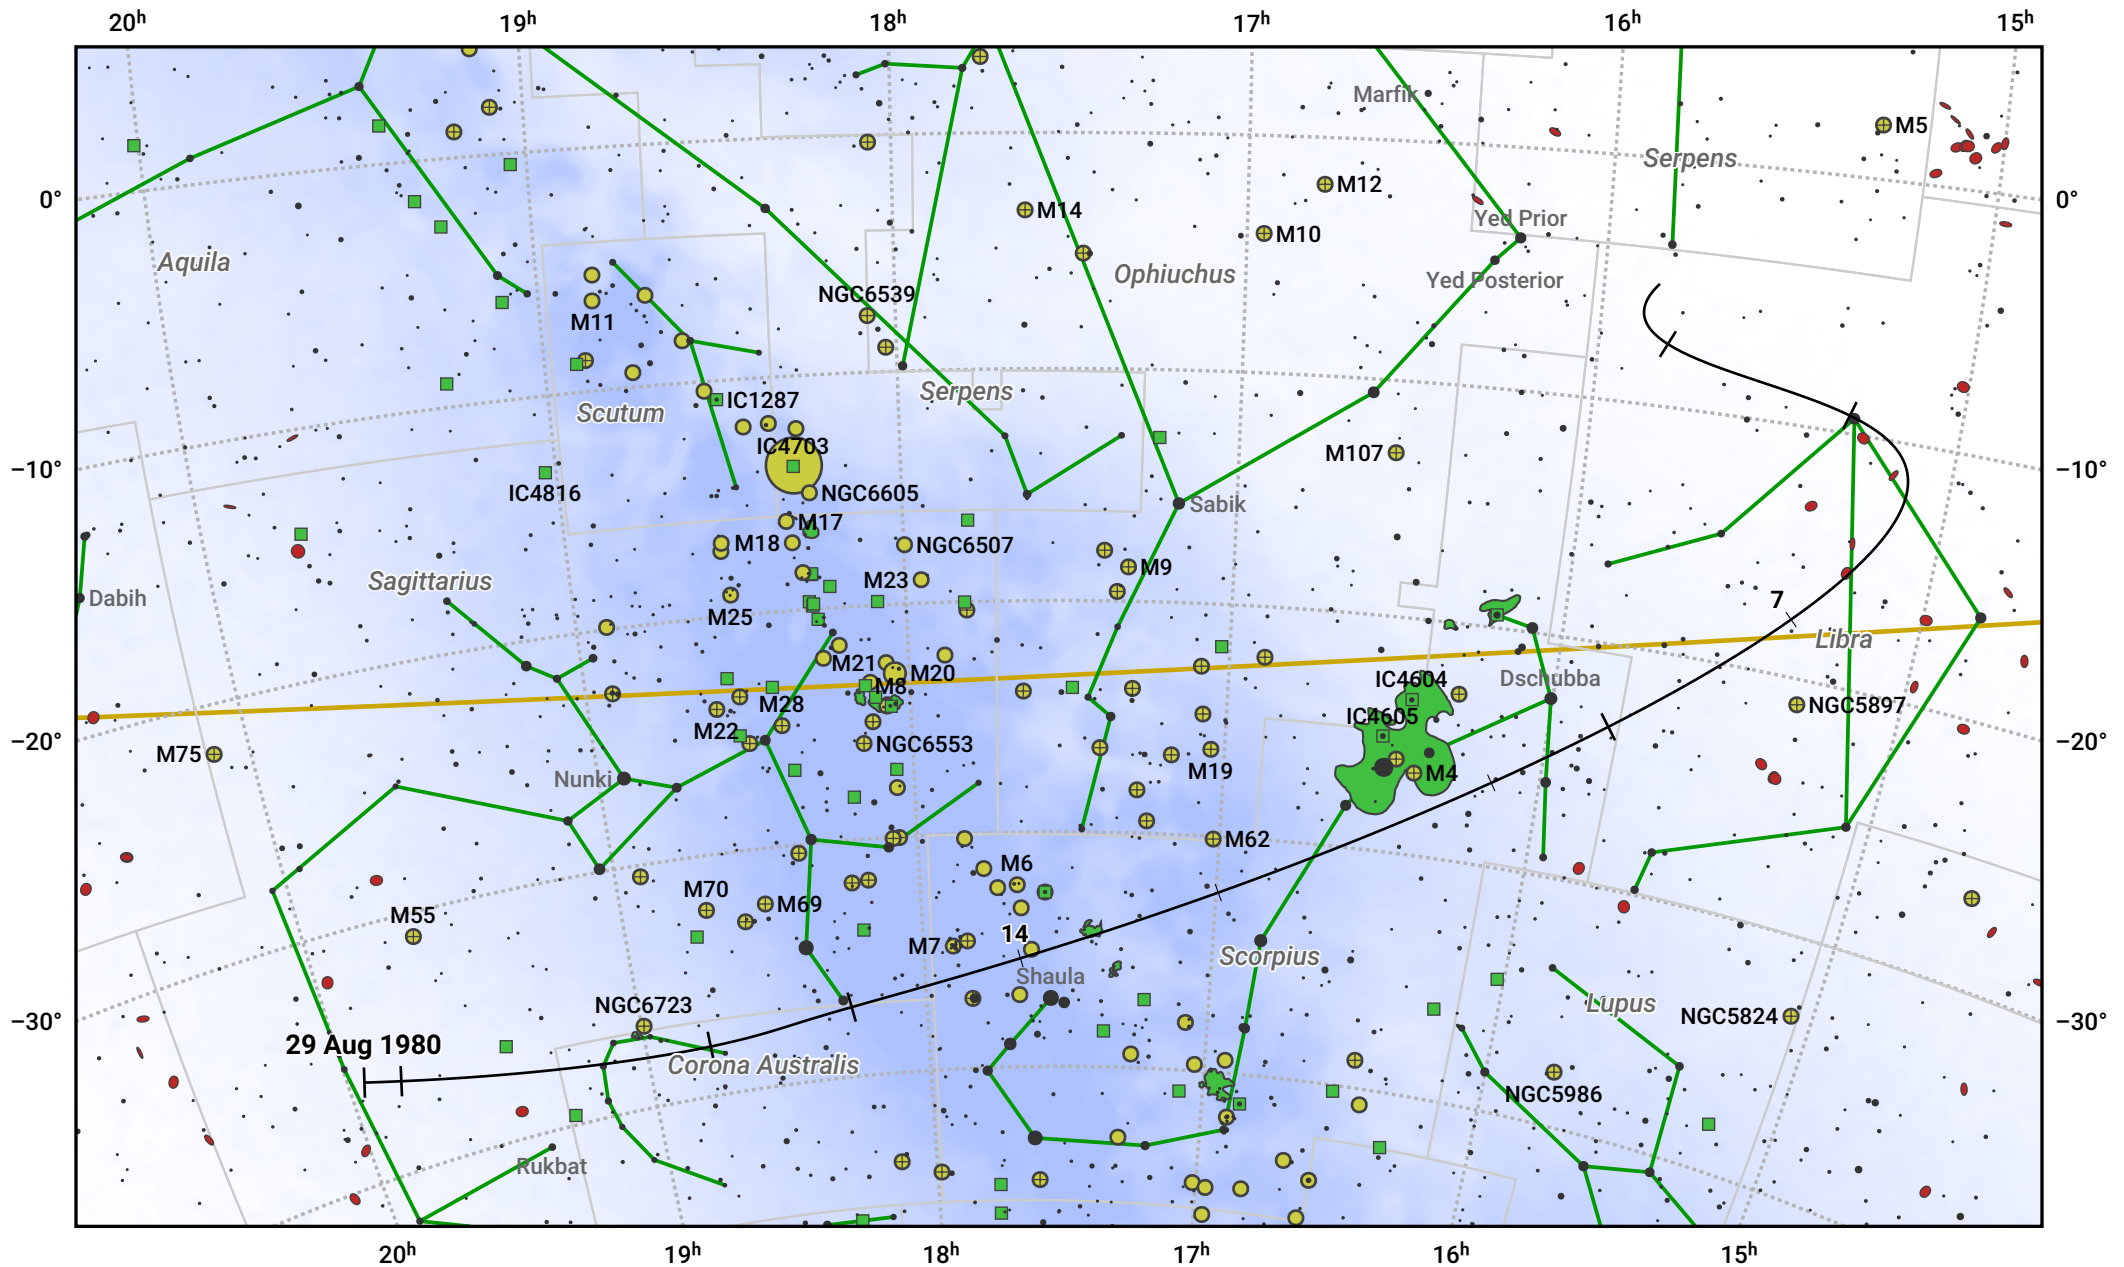 20h 19h 18h 17h 16h 15h
Marfik
M5
Serpens
M12
0° 0°
M14
Yed Prior
M10
Aquila
Ophiuchus
Yed Posterior
NGC6539
M11
Serpens
IC1287
Scutum
IC4703
M107
−10° −10°
IC4816
NGC6605
Sabik
M17
M18
NGC6507
M9
Sagittarius
M23
Dabih
7
M25
Libra
M21
M20
Dschubba
IC4604
M8
M28
NGC5897
IC4605
M22
−20° −20°
NGC6553
M75
M19
M4
Nunki
M62
M6
M70
M69
M55
14
M7
Scorpius
Shaula
NGC6723
Lupus
NGC5824
−30° −30°
29 Aug 1980
Corona Australis
NGC5986
Rukbat
20h 19h 18h 17h 16h 15h